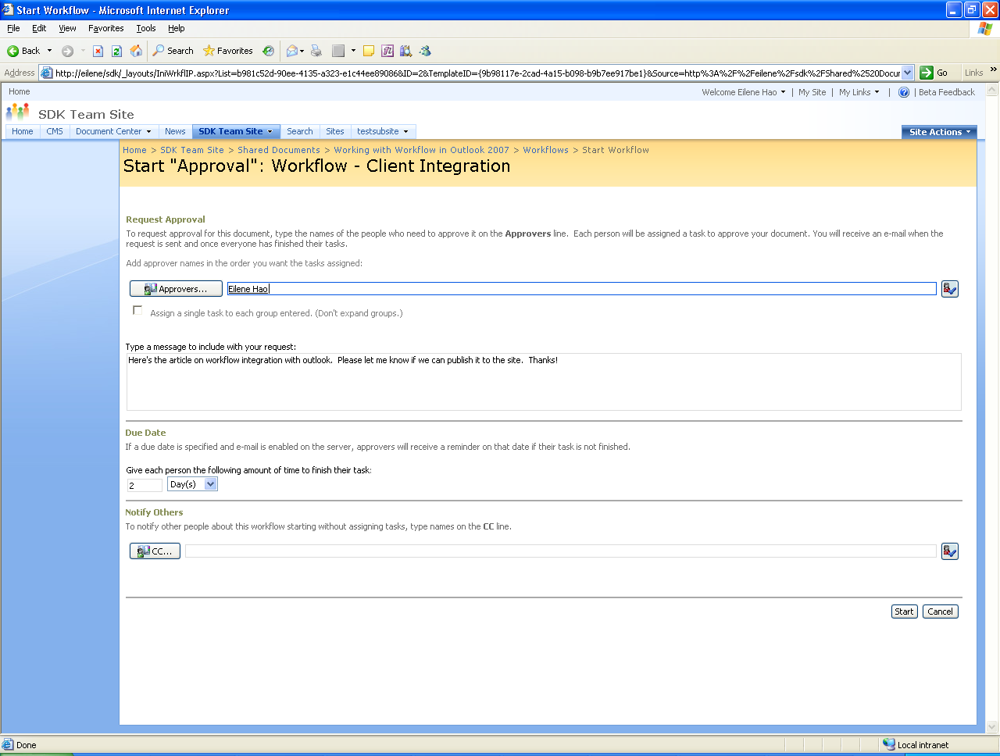 Start Workflow - Microsoft Internet Explorer
File Edit View Favorites Tools Help
Back Search Favorites
Address http://eilene/sdk/_layouts/IniWrkflIP.aspx?List=b981c52d-90ee-4135-a323-e1c44ee89086&ID=2&TemplateID={9b98117e-2cad-4a15-b098-b9b7ee917be1}&Source=http%3A%2F%2Feilene%2Fsdk%2FShared%2520Docur Go Links »
Home Welcome Eilene Hao | My Site | My Links | Beta Feedback
SDK Team Site
Home CMS Document Center News SDK Team Site Search Sites testsubsite Site Actions
Home > SDK Team Site > Shared Documents > Working with Workflow in Outlook 2007 > Workflows > Start Workflow
Start "Approval": Workflow - Client Integration
Request Approval
To request approval for this document, type the names of the people who need to approve it on the Approvers line. Each person will be assigned a task to approve your document. You will receive an e-mail when the
request is sent and once everyone has finished their tasks.
Add approver names in the order you want the tasks assigned:
Approvers... Eilene Hao
Assign a single task to each group entered. (Don't expand groups.)
Type a message to include with your request:
Here's the article on workflow integration with outlook. Please let me know if we can publish it to the site. Thanks!
Due Date
If a due date is specified and e-mail is enabled on the server, approvers will receive a reminder on that date if their task is not finished.
Give each person the following amount of time to finish their task:
2 Day(s)
Notify Others
To notify other people about this workflow starting without assigning tasks, type names on the CC line.
CC...
Start Cancel
Done Local intranet